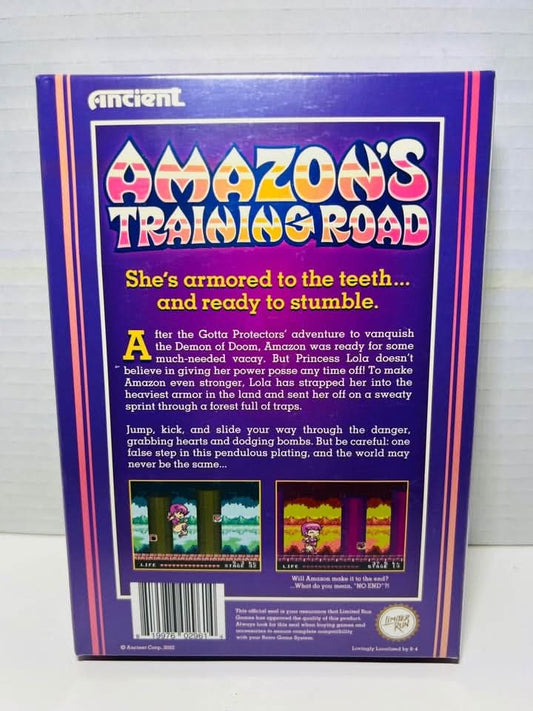 Ancient
AMAZON'S
TRAINING ROAD
She's armored to the teeth...
and ready to stumble.
After the Gotta Protectors' adventure to vanquish
the Demon of Doom, Amazon was ready for some
much-needed vacay. But Princess Lola doesn't
believe in giving her power posse any time off! To make
Amazon even stronger, Lola has strapped her into the
heaviest armor in the land and sent her off on a sweaty
sprint through a forest full of traps.
Jump, kick, and slide your way through the danger,
grabbing hearts and dodging bombs. But be careful: one
false step in this pendulous plating, and the world may
never be the same...
LIFE STAGE
LIFE STAGE
Will Amazon make it to the end?
...What do you mean, "NO END"?!
This official seal is your assurance that Limited Run
Games has approved the quality of this product.
Always look for this seal when buying games and
accessories to ensure complete compatibility
with your Retro Game System.
LIMITED
RUN
© Ancient Corp. 2022
Lovingly Localized by 8-4